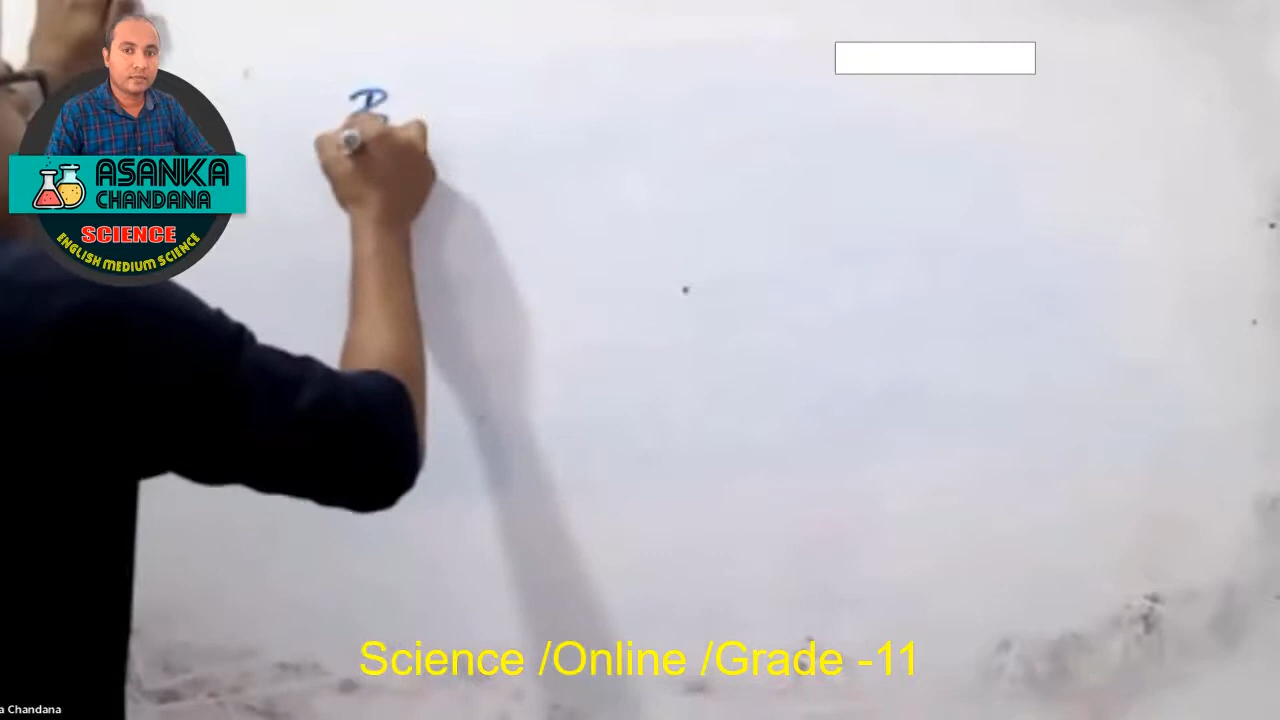 ASANKA
CHANDANA
SCIENCE
ENGLISH MEDIUM SCIENCE
Science /Online /Grade -11
a Chandana